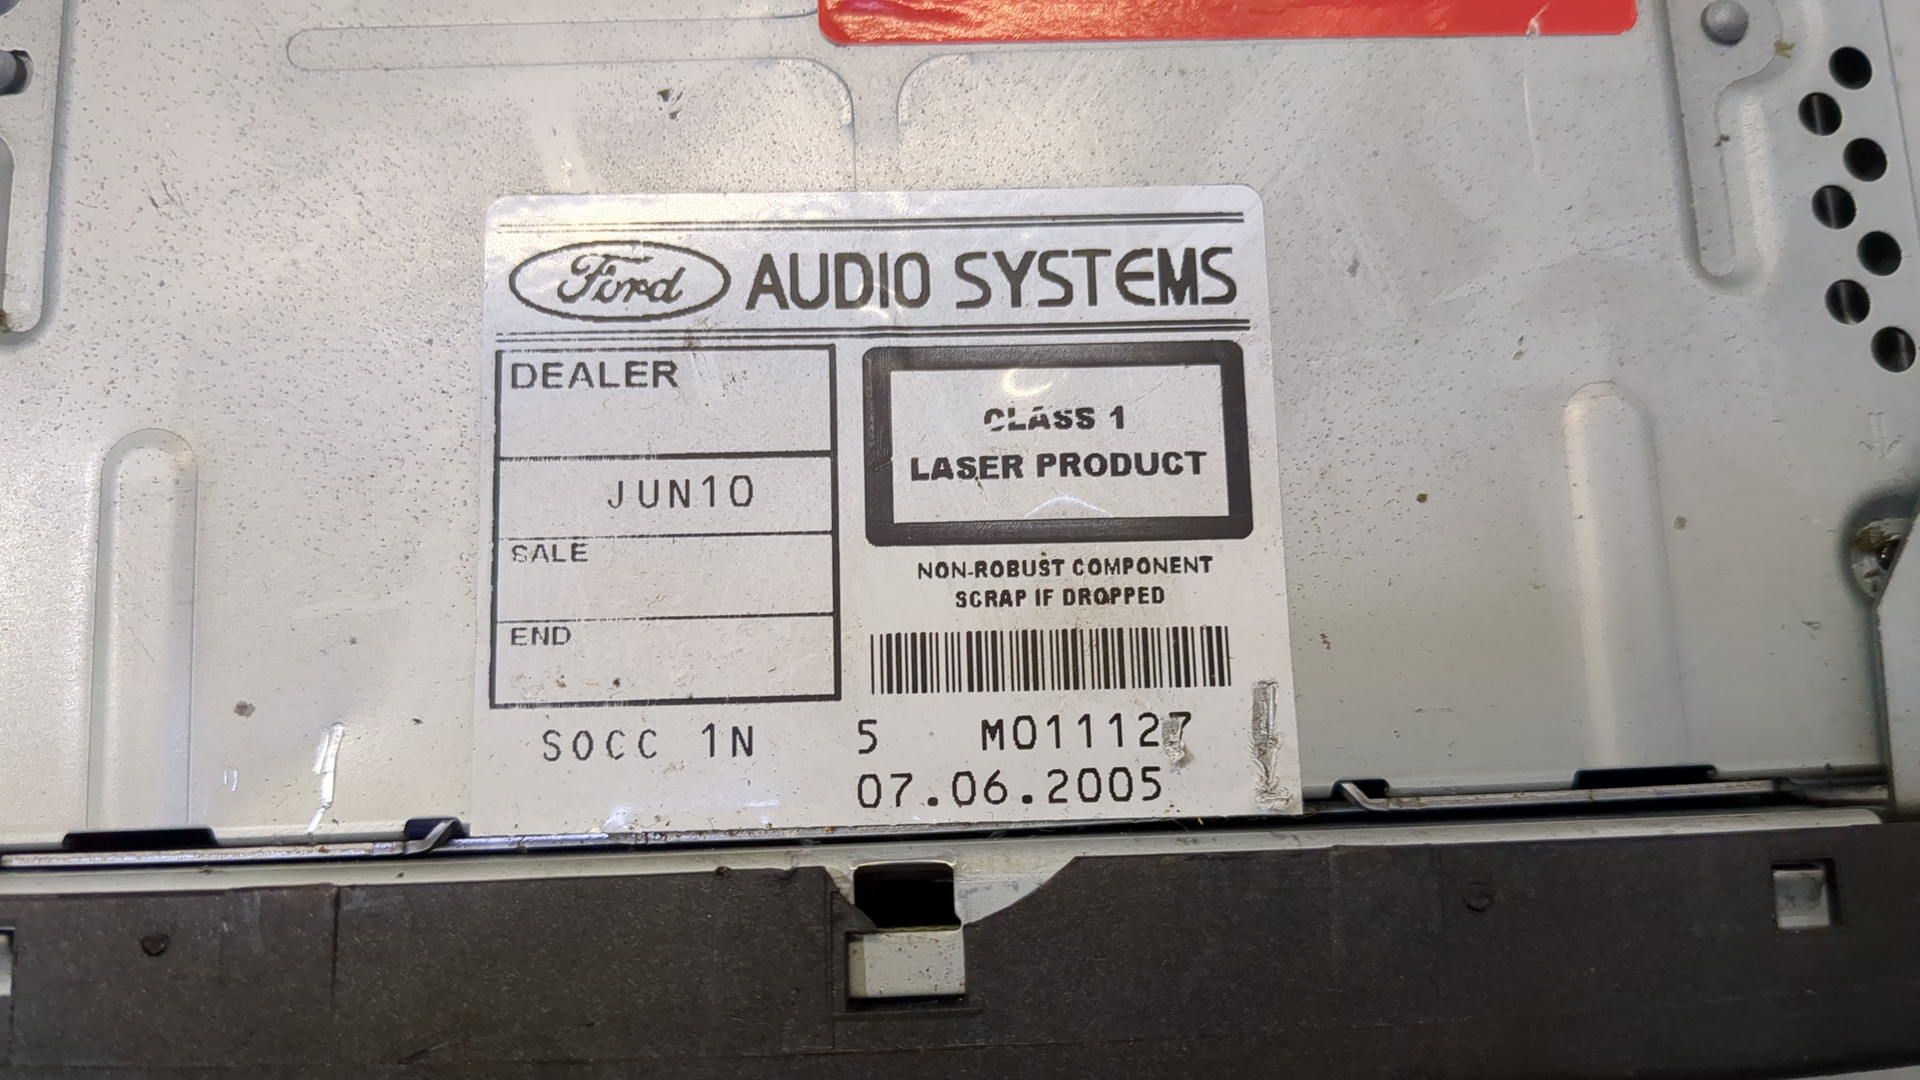 Ford AUDIO SYSTEMS
DEALER
JUN10
SALE
END
CLASS 1
LASER PRODUCT
NON-ROBUST COMPONENT
SCRAP IF DROPPED
SOCC 1N 5 M011127
07.06.2005